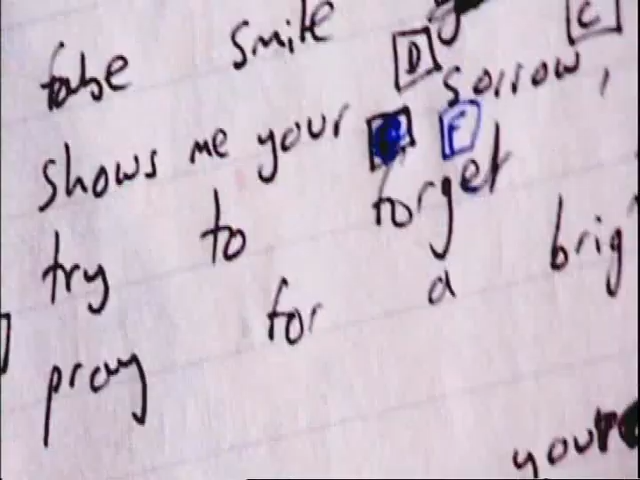 false smile
C
D
shows me your sorrow,
F
try to forget
pray for a brig
your